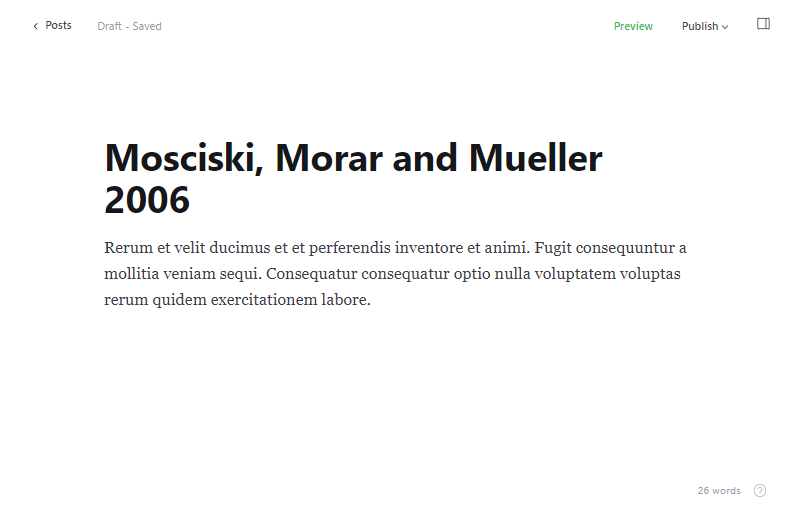 Posts Draft - Saved Preview Publish
Mosciski, Morar and Mueller
2006
Rerum et velit ducimus et et perferendis inventore et animi. Fugit consequuntur a
mollitia veniam sequi. Consequatur consequatur optio nulla voluptatem voluptas
rerum quidem exercitationem labore.
26 words ?